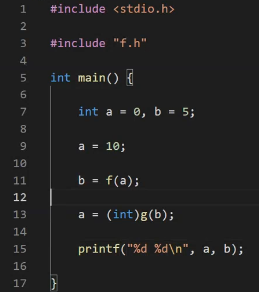 1 #include <stdio.h>
2
3 #include "f.h"
4
5 int main() {
6
7     int a = 0, b = 5;
8
9     a = 10;
10
11     b = f(a);
12
13     a = (int)g(b);
14
15     printf("%d %d\n", a, b);
16
17 }